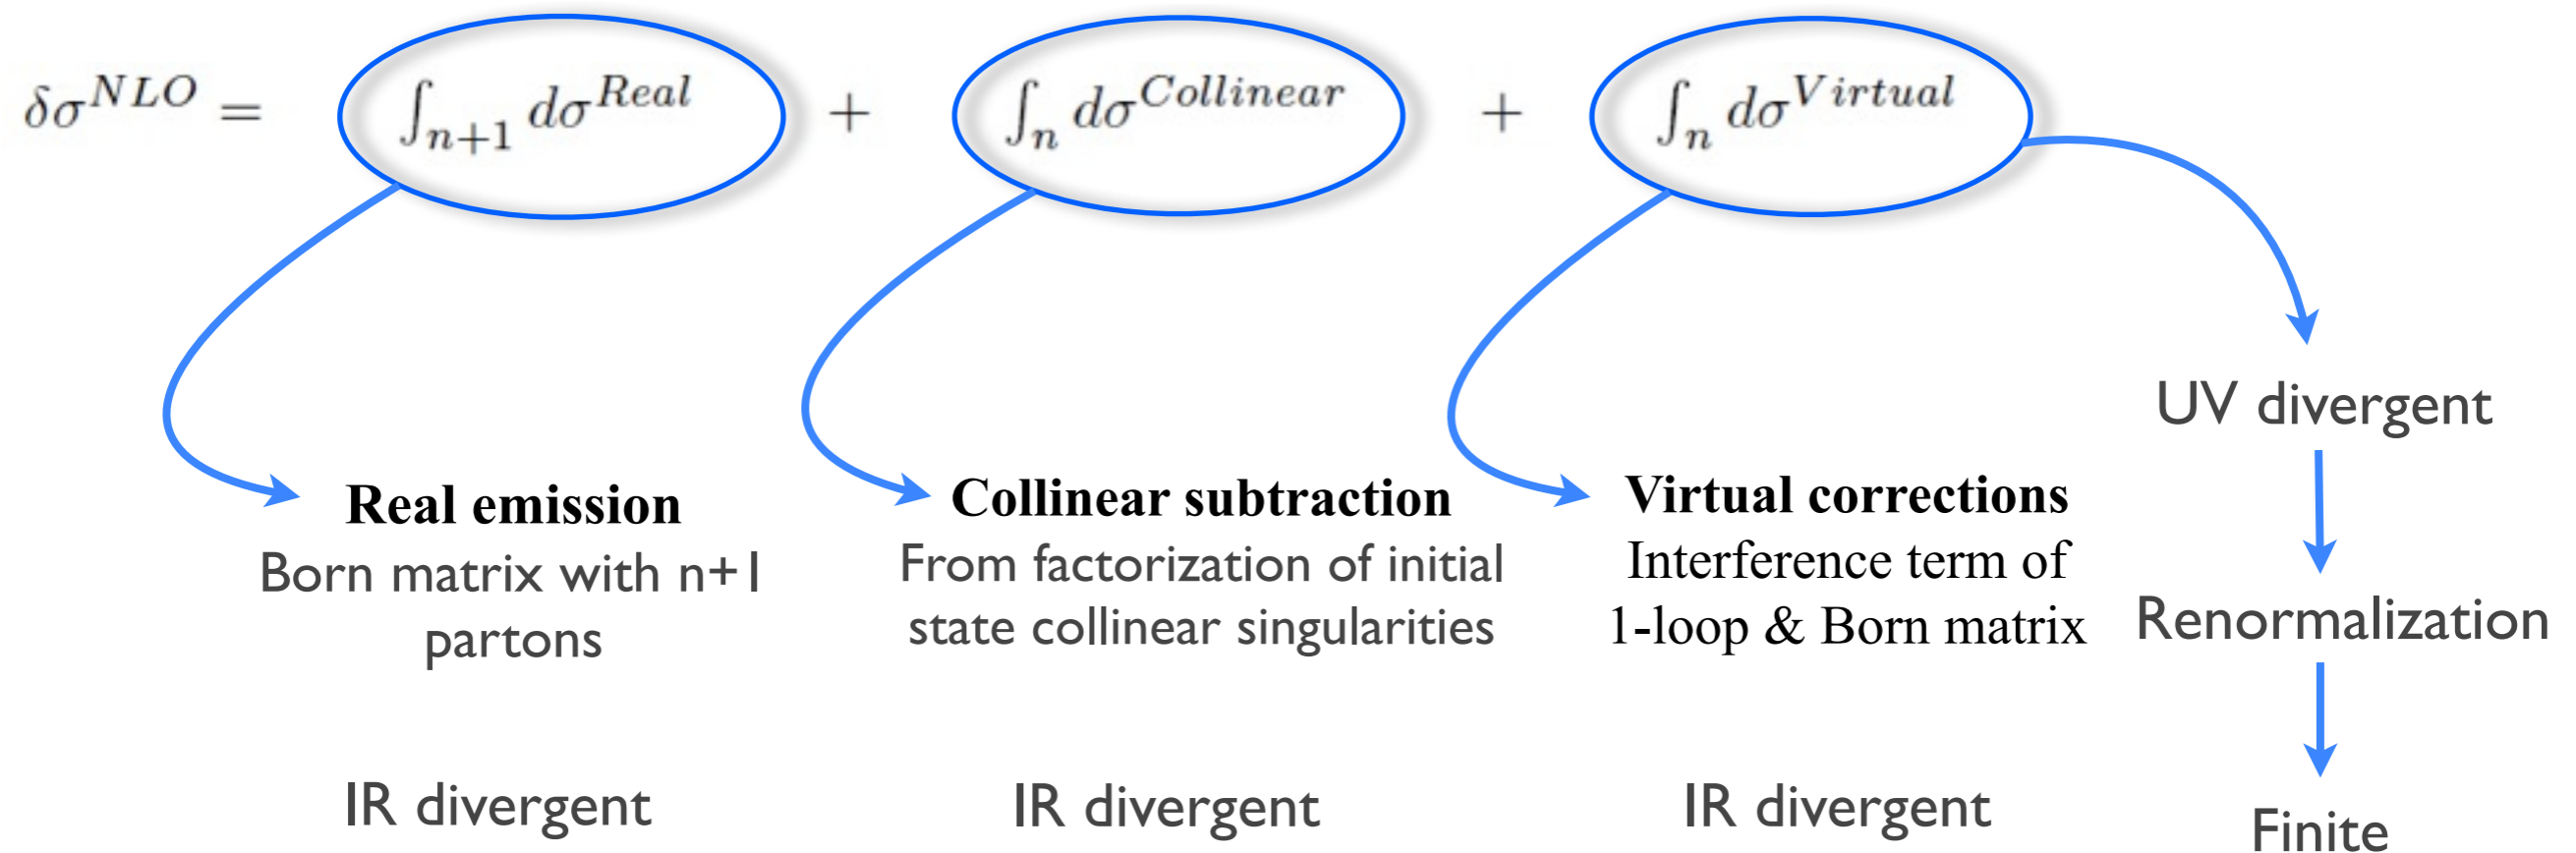 δσ^{NLO} = ∫_{n+1} dσ^{Real} + ∫_n dσ^{Collinear} + ∫_n dσ^{Virtual}
Real emission
Born matrix with n+1
partons
IR divergent
Collinear subtraction
From factorization of initial
state collinear singularities
IR divergent
Virtual corrections
Interference term of
1-loop & Born matrix
IR divergent
UV divergent
Renormalization
Finite